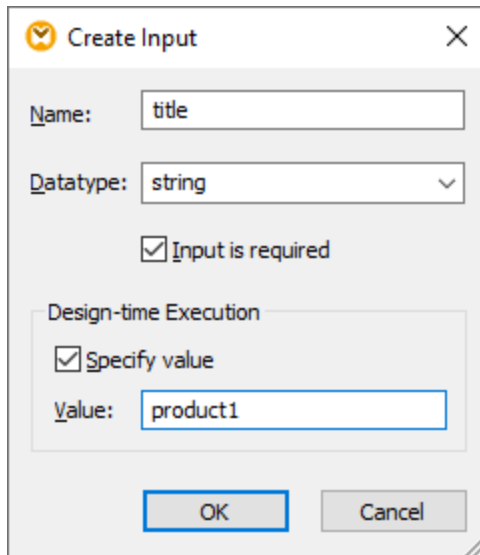 Create Input
Name: title
Datatype: string
Input is required
Design-time Execution
Specify value
Value: product1
OK Cancel